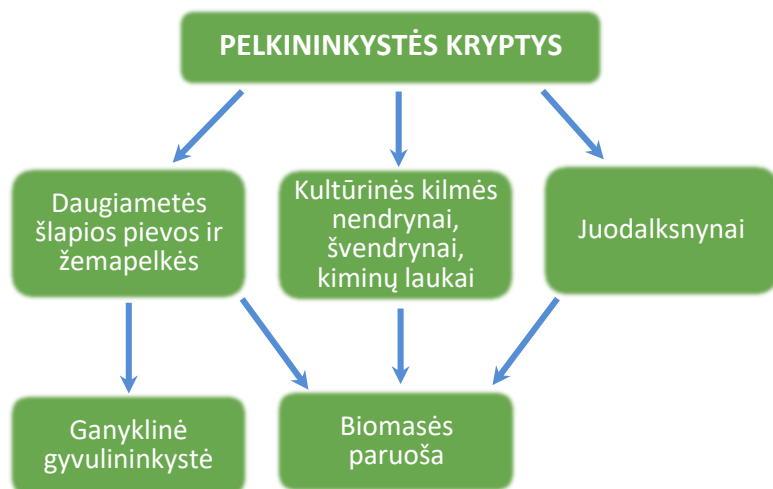 PELKININKYSTĖS KRYPTYS
Daugiametės
šlapios pievos ir
žemapelkės
Kultūrinės kilmės
nendrynai,
švendrynai,
kiminų laukai
Juodalksnynai
Ganyklinė
gyvulininkystė
Biomasės
paruoša